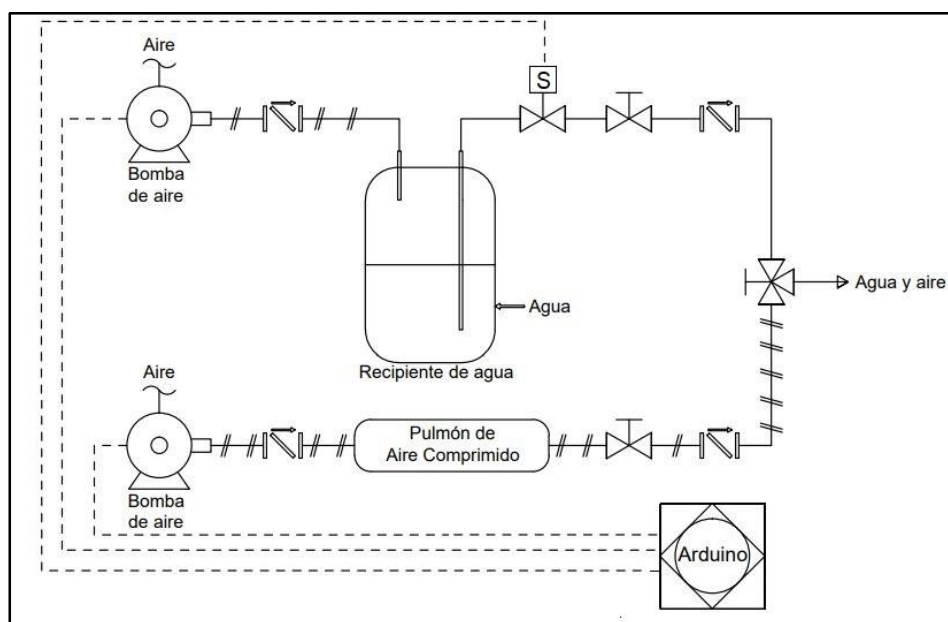 Aire
S
Bomba
de aire
Agua y aire
Agua
Recipiente de agua
Aire
Pulmón de
Aire Comprimido
Bomba
de aire
Arduino